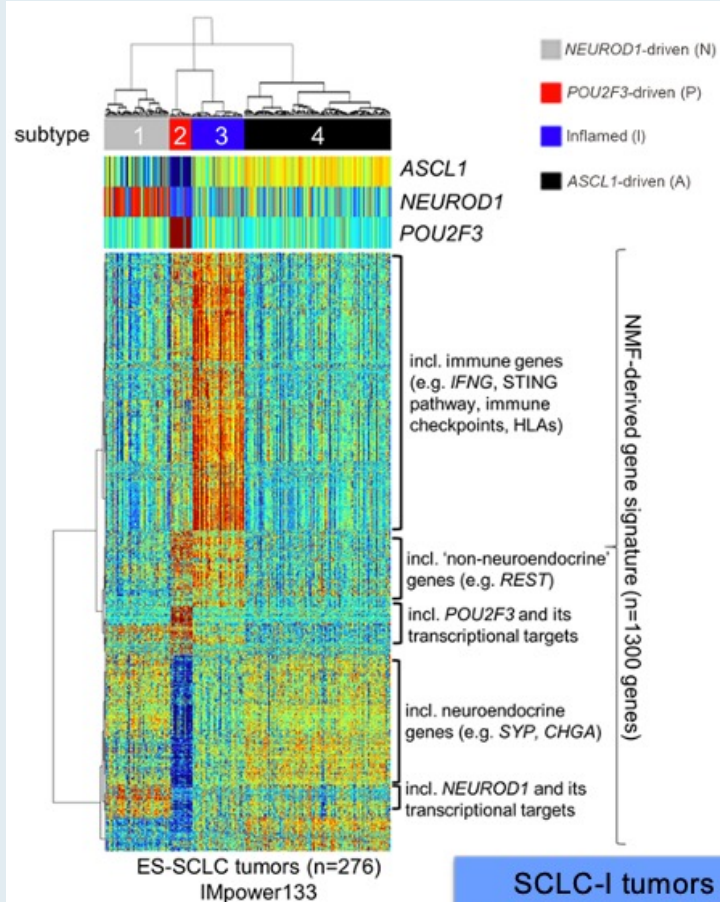 NEUROD1-driven (N)
POU2F3-driven (P)
Inflamed (I)
ASCL1-driven (A)
subtype
1 2 3 4
ASCL1
NEUROD1
POU2F3
incl. immune genes
(e.g. IFNG, STING
pathway, immune
checkpoints, HLAs)
incl. 'non-neuroendocrine'
genes (e.g. REST)
incl. POU2F3 and its
transcriptional targets
incl. neuroendocrine
genes (e.g. SYP, CHGA)
incl. NEUROD1 and its
transcriptional targets
NMF-derived gene signature (n=1300 genes)
ES-SCLC tumors (n=276)
IMpower133
SCLC-I tumors